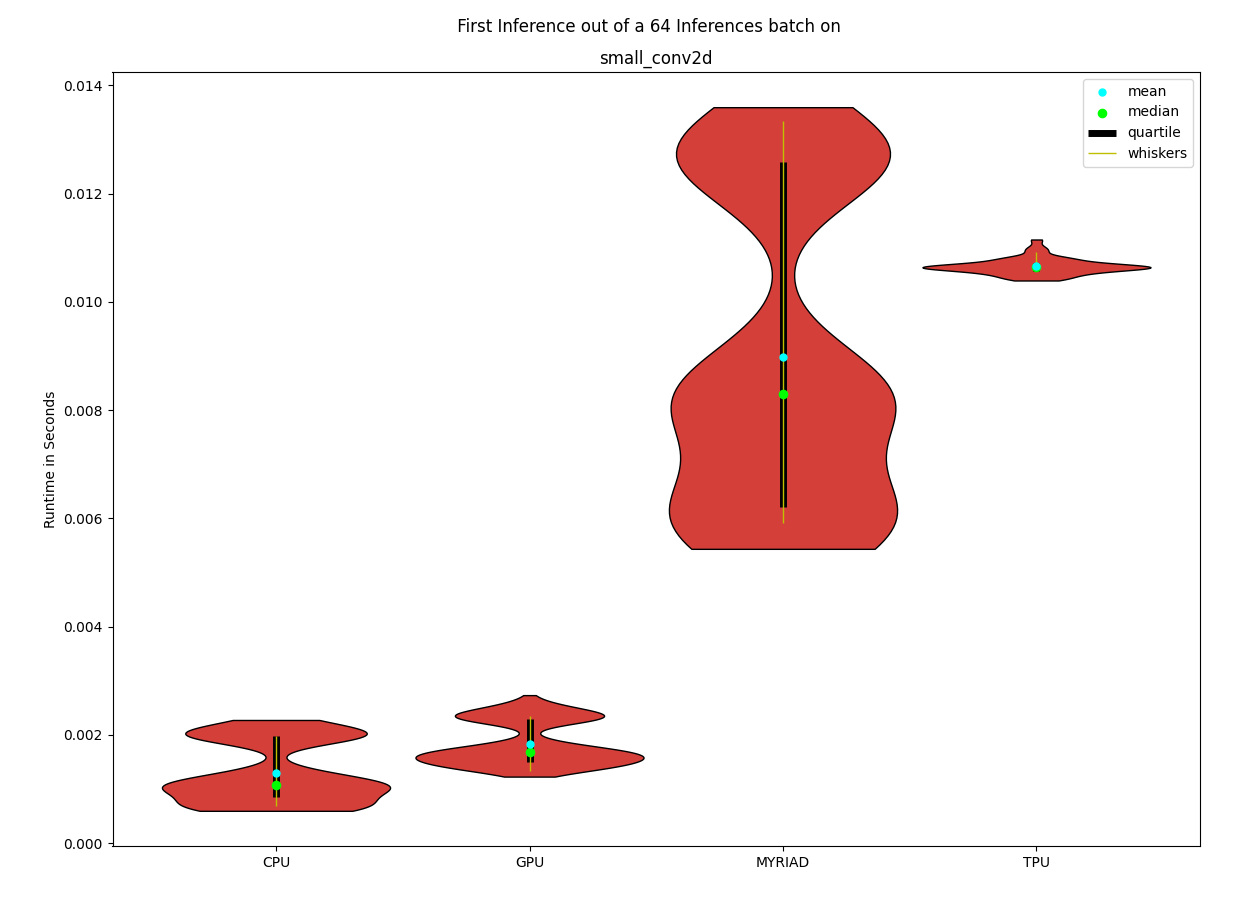 First Inference out of a 64 Inferences batch on
small_conv2d
0.014
0.012
0.010
0.008
0.006
0.004
0.002
0.000
Runtime in Seconds
mean
median
quartile
whiskers
CPU
GPU
MYRIAD
TPU